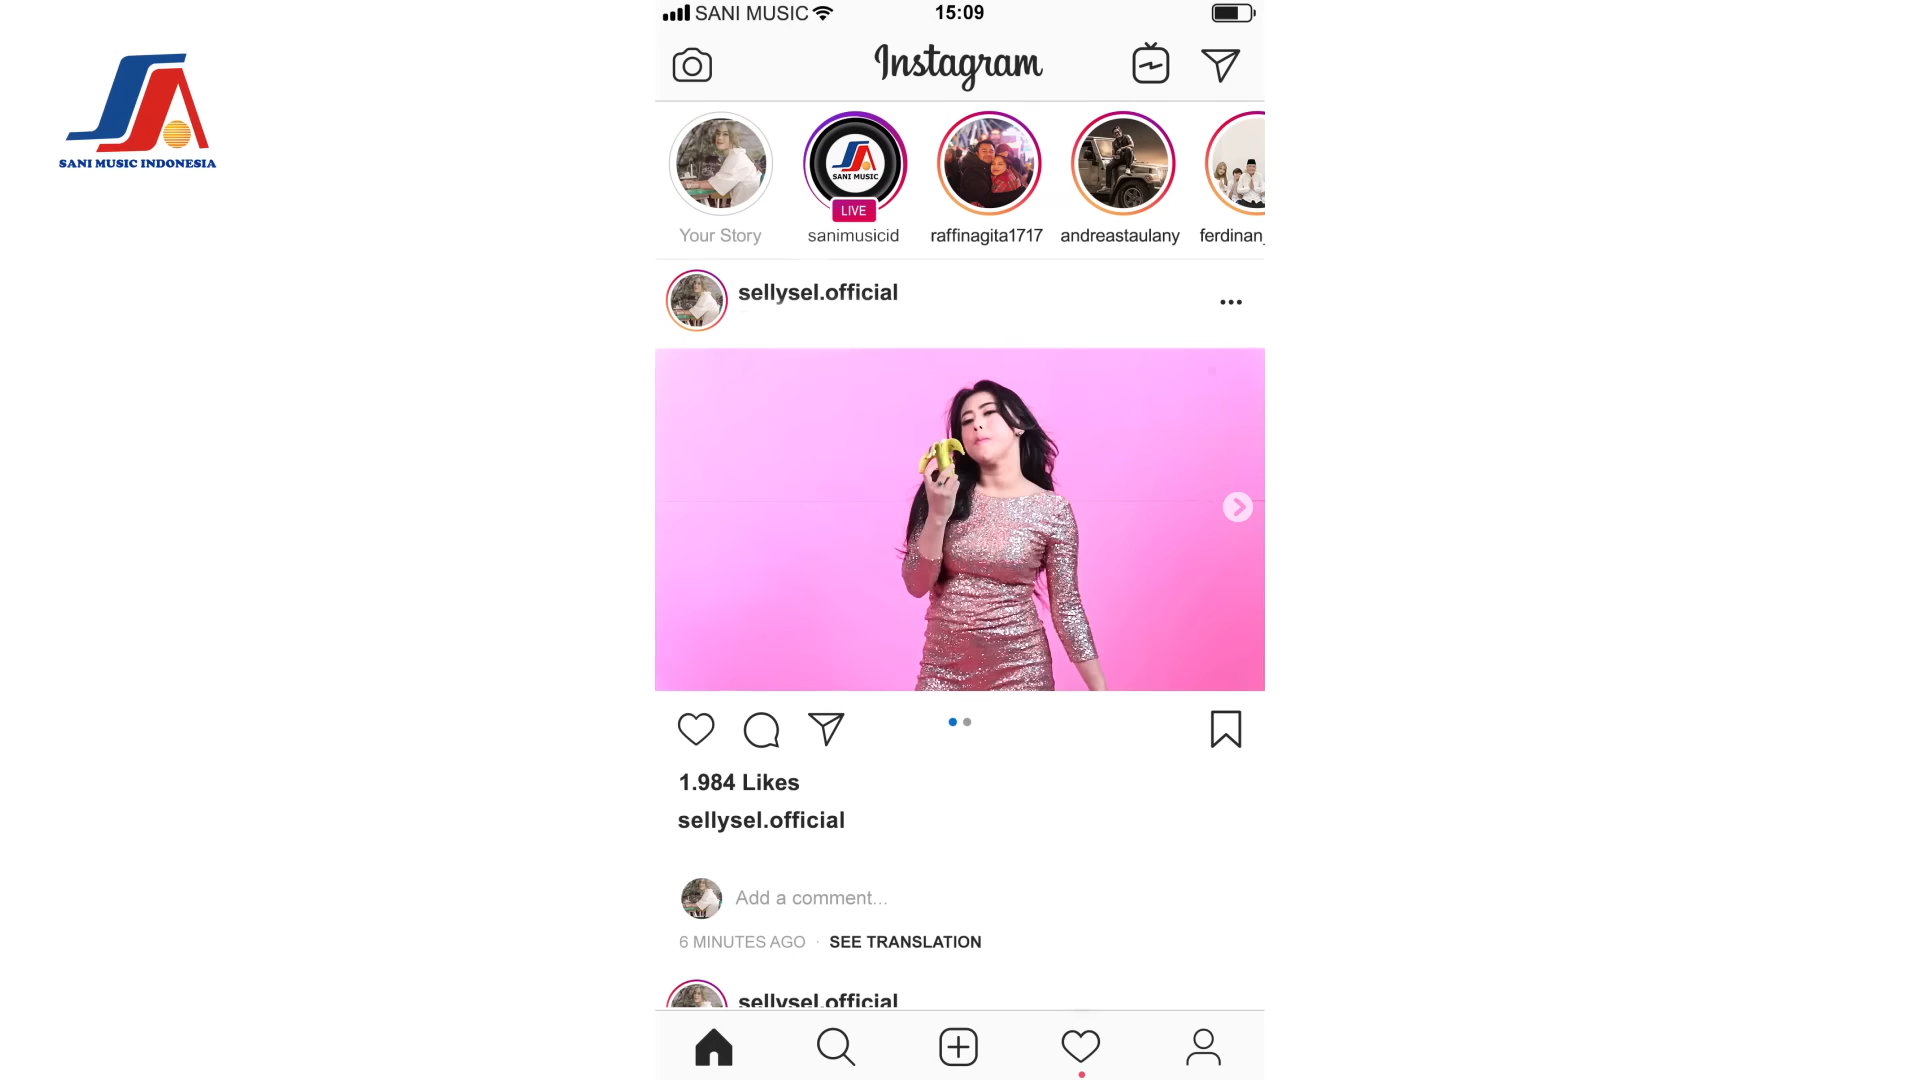 SANI MUSIC INDONESIA
SANI MUSIC 15:09
Instagram
SANI MUSIC
LIVE
Your Story sanimusicid raffinagita1717 andreastaulany ferdinan_
sellysel.official
1.984 Likes
sellysel.official
Add a comment...
6 MINUTES AGO · SEE TRANSLATION
sellysel.official